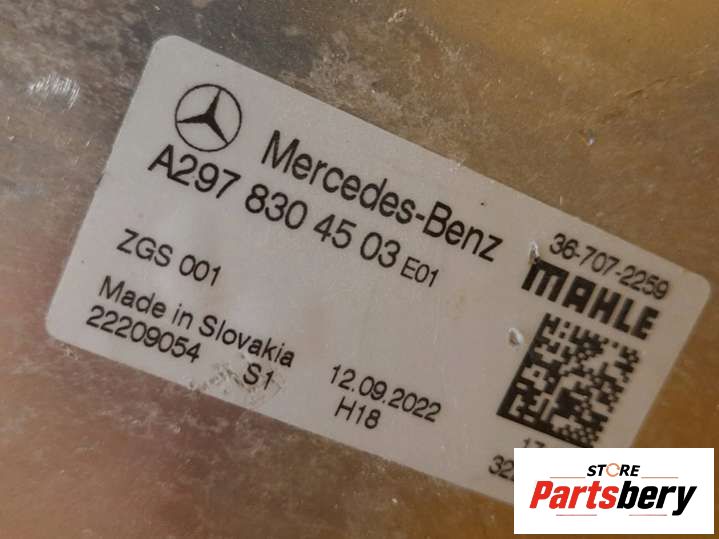 Mercedes-Benz
A297 830 45 03 E01
ZGS 001
Made in Slovakia
22209054 S1
12.09.2022
H18
36-707-2259
MAHLE
STORE
Partsbery